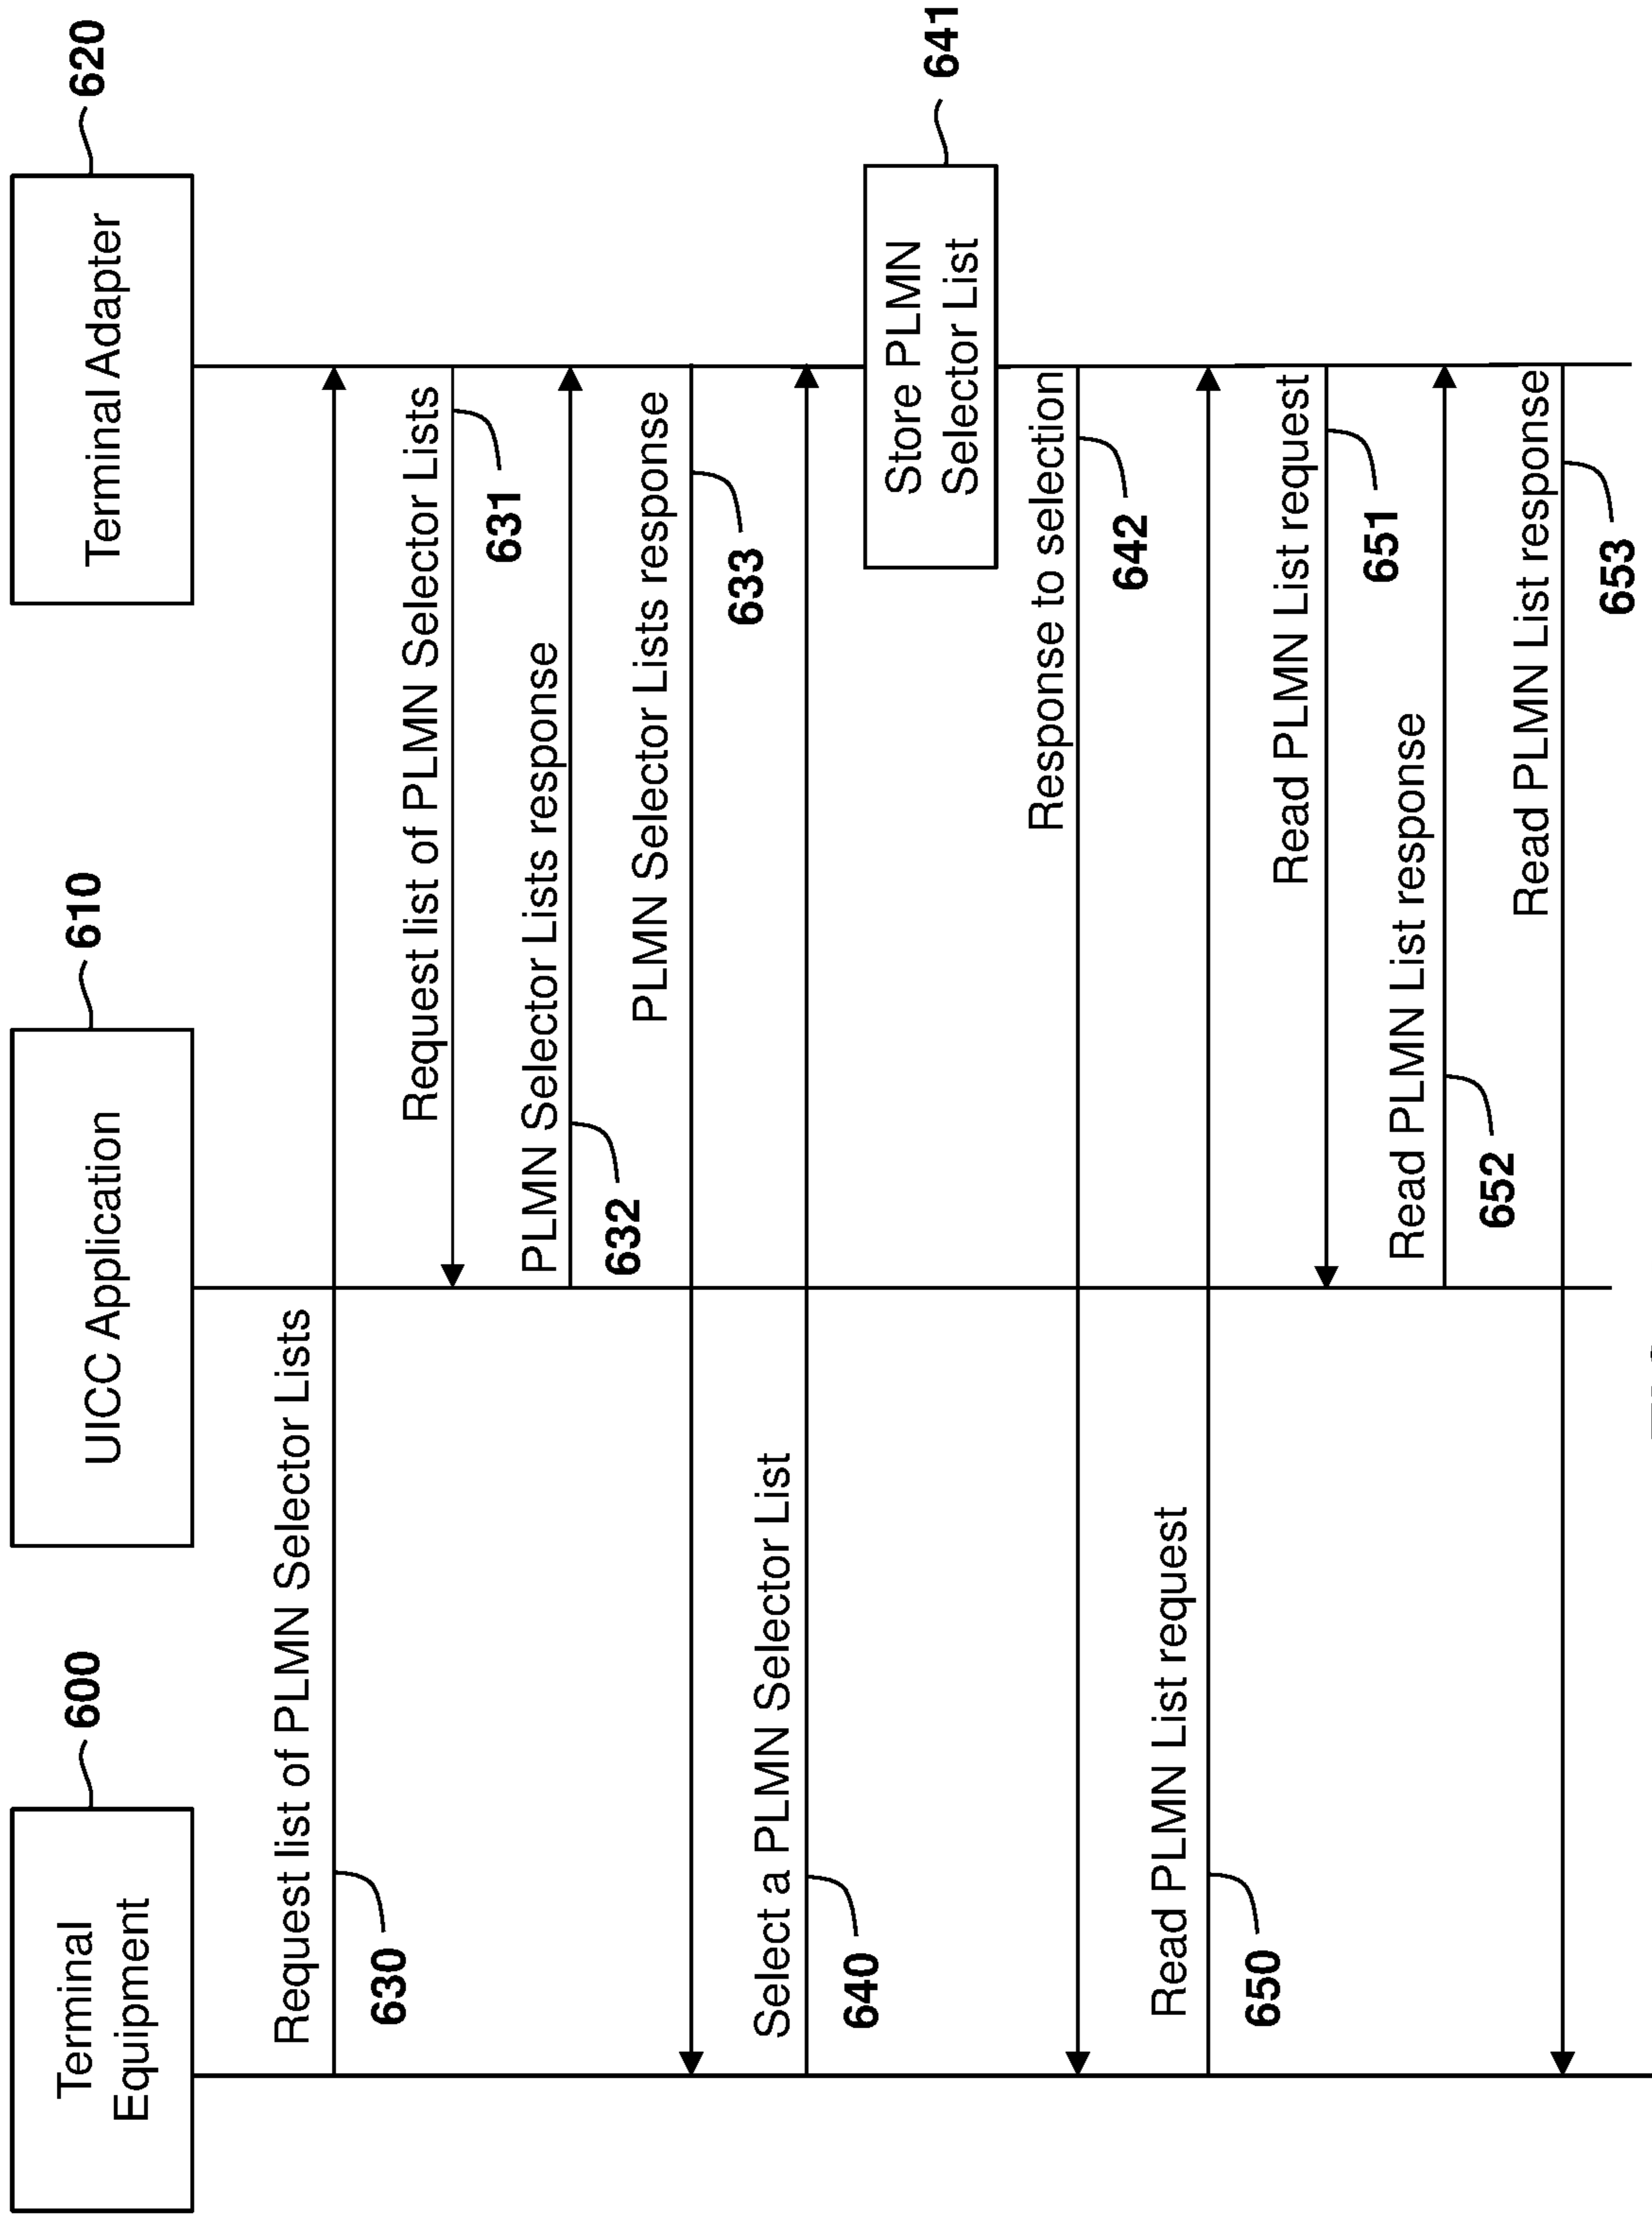 Terminal
Equipment
600
UICC Application
610
Terminal Adapter
620
Request list of PLMN Selector Lists
630
Request list of PLMN Selector Lists
631
PLMN Selector Lists response
632
PLMN Selector Lists response
633
Select a PLMN Selector List
640
Store PLMN
Selector List
641
Response to selection
642
Read PLMN List request
650
Read PLMN List request
651
Read PLMN List response
652
Read PLMN List response
653